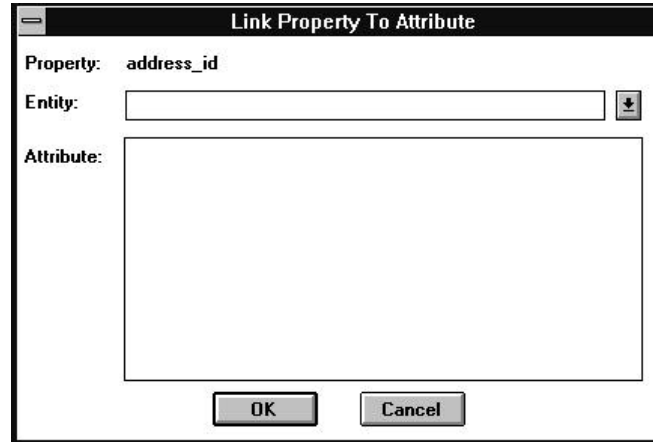 Link Property To Attribute
Property: address_id
Entity:
Attribute:
OK Cancel